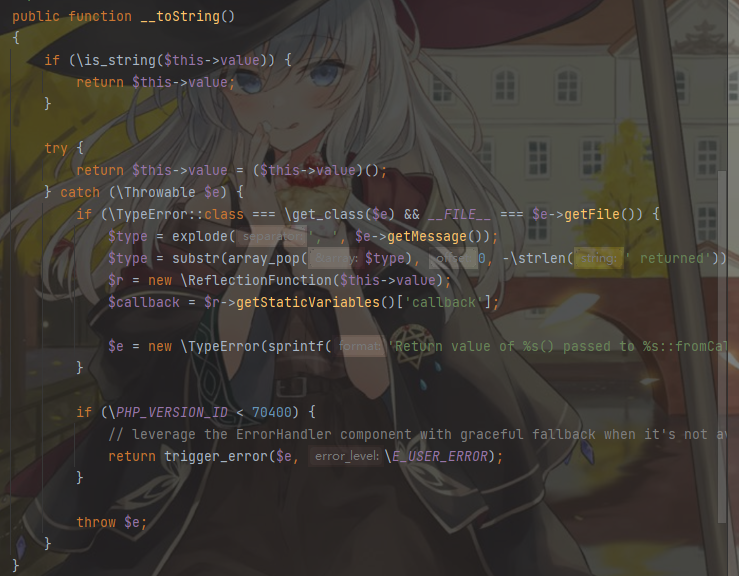 public function __toString()
{
if (\is_string($this->value)) {
return $this->value;
}
try {
return $this->value = ($this->value)();
} catch (\Throwable $e) {
if (\TypeError::class === \get_class($e) && __FILE__ === $e->getFile()) {
$type = explode( separator: ', ', $e->getMessage());
$type = substr(array_pop( &array: $type), offset: 0, -\strlen( string: ' returned'))
$r = new \ReflectionFunction($this->value);
$callback = $r->getStaticVariables()['callback'];
$e = new \TypeError(sprintf( format: 'Return value of %s() passed to %s::fromCal
}
if (\PHP_VERSION_ID < 70400) {
// leverage the ErrorHandler component with graceful fallback when it's not av
return trigger_error($e, error_level: \E_USER_ERROR);
}
throw $e;
}
}